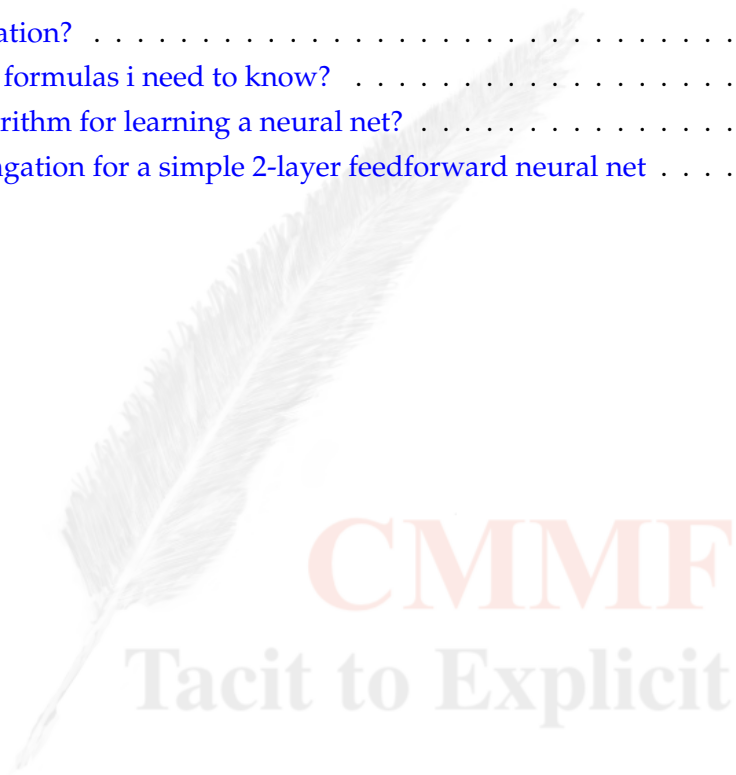 ation? . . . . . . . . . . . . . . . . . . . . . . . . . . . . . .
formulas i need to know? . . . . . . . . . . . . . . . . . .
rithm for learning a neural net? . . . . . . . . . . . . . . .
gation for a simple 2-layer feedforward neural net . . . .
CMMF
Tacit to Explicit